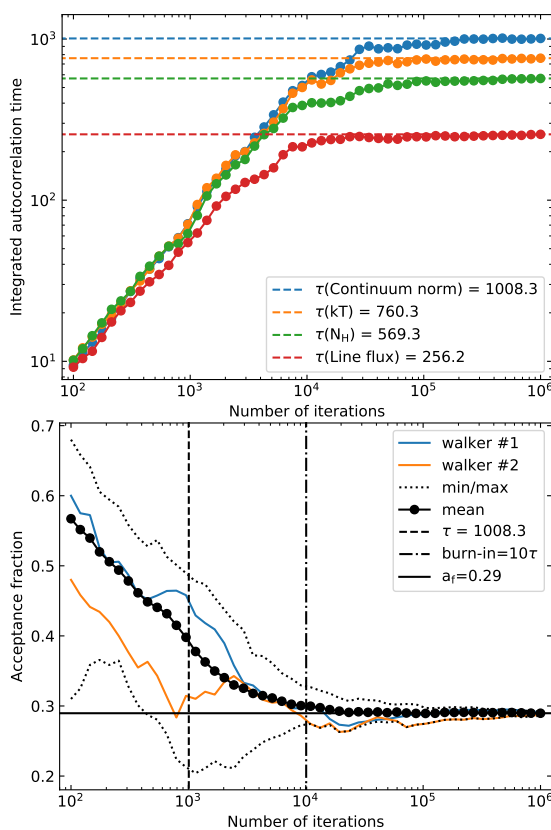 10³
10²
10¹
Integrated autocorrelation time
τ(Continuum norm) = 1008.3
τ(kT) = 760.3
τ(N_H) = 569.3
τ(Line flux) = 256.2
10² 10³ 10⁴ 10⁵ 10⁶
Number of iterations
0.7
0.6
0.5
0.4
0.3
0.2
Acceptance fraction
walker #1
walker #2
min/max
mean
τ = 1008.3
burn-in=10τ
a_f=0.29
10² 10³ 10⁴ 10⁵ 10⁶
Number of iterations